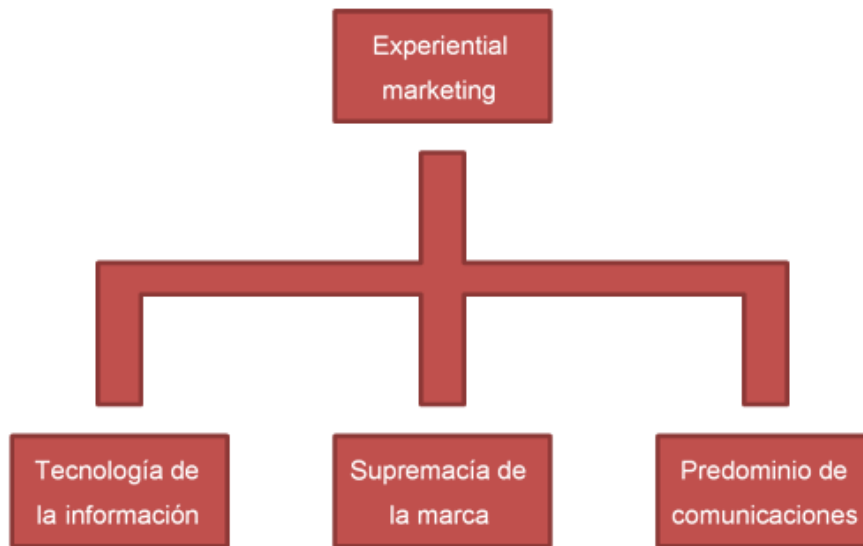 Experiential
marketing
Tecnología de
la información
Supremacía de
la marca
Predominio de
comunicaciones